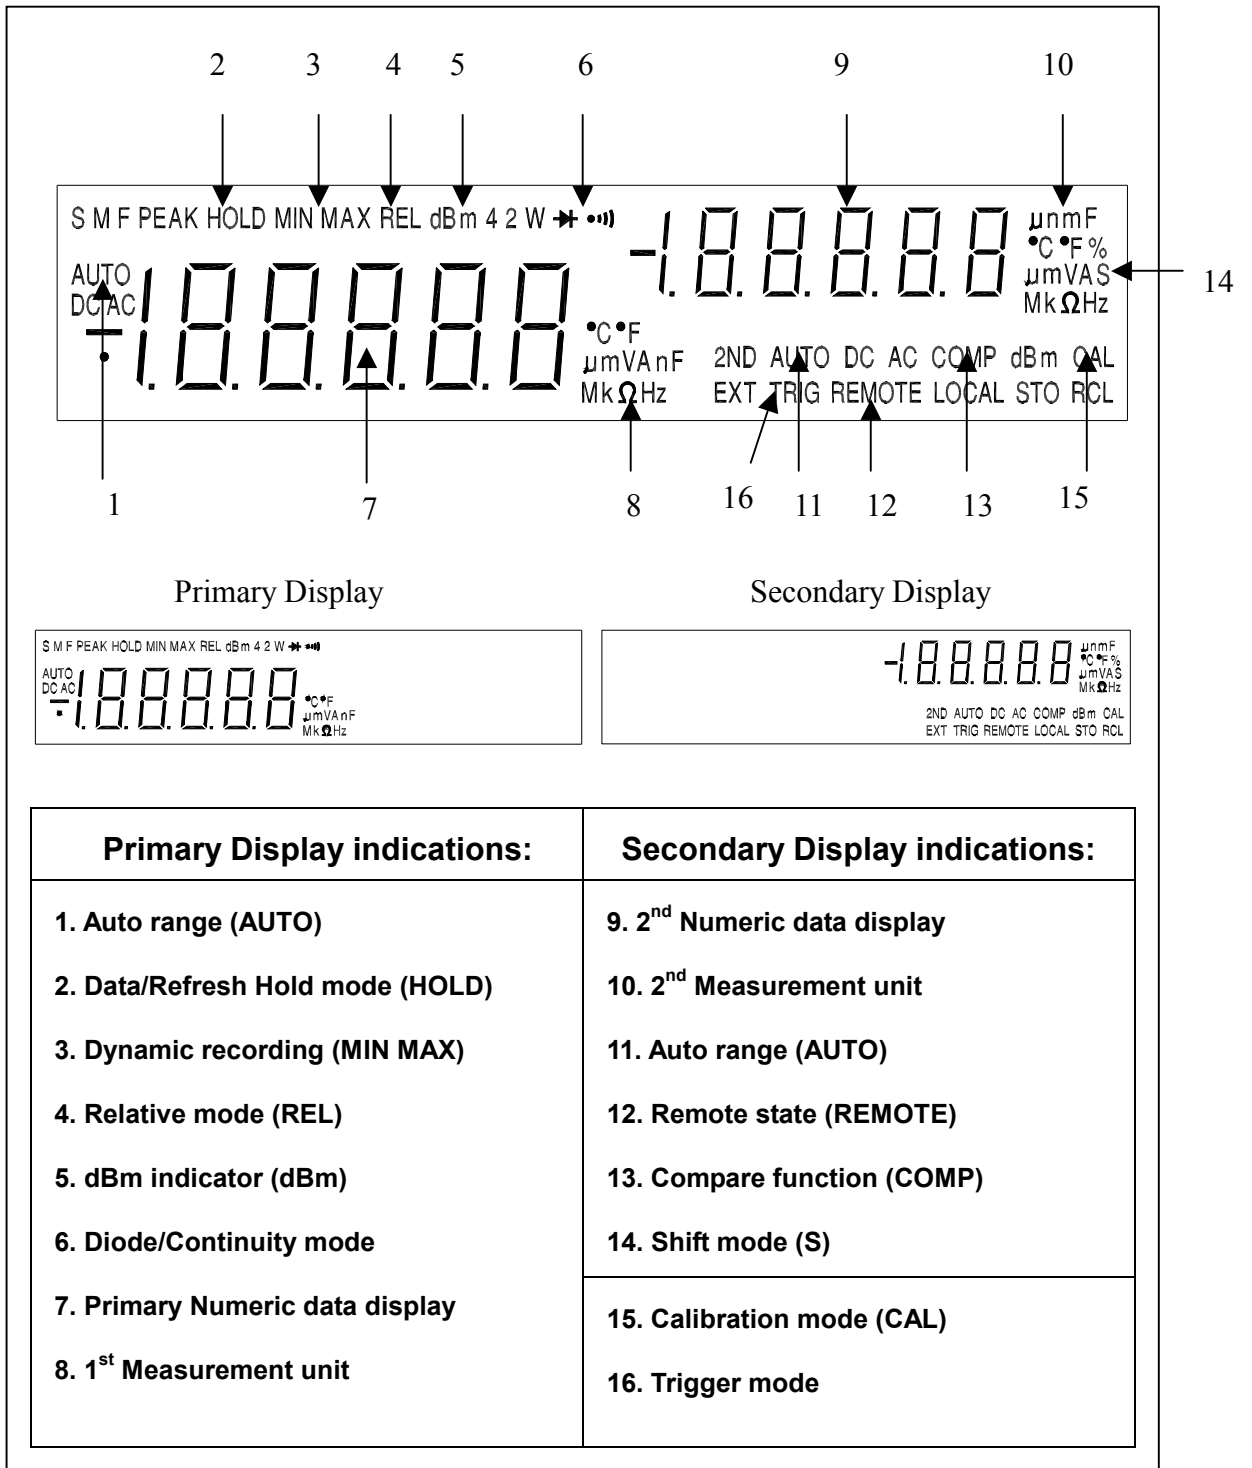 2 3 4 5 6 9 10
S M F PEAK HOLD MIN MAX REL dBm 4 2 W
-1.8.8.8.8.8
µnmF
°C °F %
µmVAS
MkΩHz
14
AUTO
DC AC
-1.8.8.8.8.8
°C °F
µmVAnF
MkΩHz
2ND AUTO DC AC COMP dBm CAL
EXT TRIG REMOTE LOCAL STO RCL
1 7 8 16 11 12 13 15
Primary Display
Secondary Display
S M F PEAK HOLD MIN MAX REL dBm 4 2 W
AUTO
DC AC
-1.8.8.8.8.8
°C °F
µmVAnF
MkΩHz
-1.8.8.8.8.8
µnmF
°C °F %
µmVAS
MkΩHz
2ND AUTO DC AC COMP dBm CAL
EXT TRIG REMOTE LOCAL STO RCL
Primary Display indications:
1. Auto range (AUTO)
2. Data/Refresh Hold mode (HOLD)
3. Dynamic recording (MIN MAX)
4. Relative mode (REL)
5. dBm indicator (dBm)
6. Diode/Continuity mode
7. Primary Numeric data display
8. 1st Measurement unit
Secondary Display indications:
9. 2nd Numeric data display
10. 2nd Measurement unit
11. Auto range (AUTO)
12. Remote state (REMOTE)
13. Compare function (COMP)
14. Shift mode (S)
15. Calibration mode (CAL)
16. Trigger mode